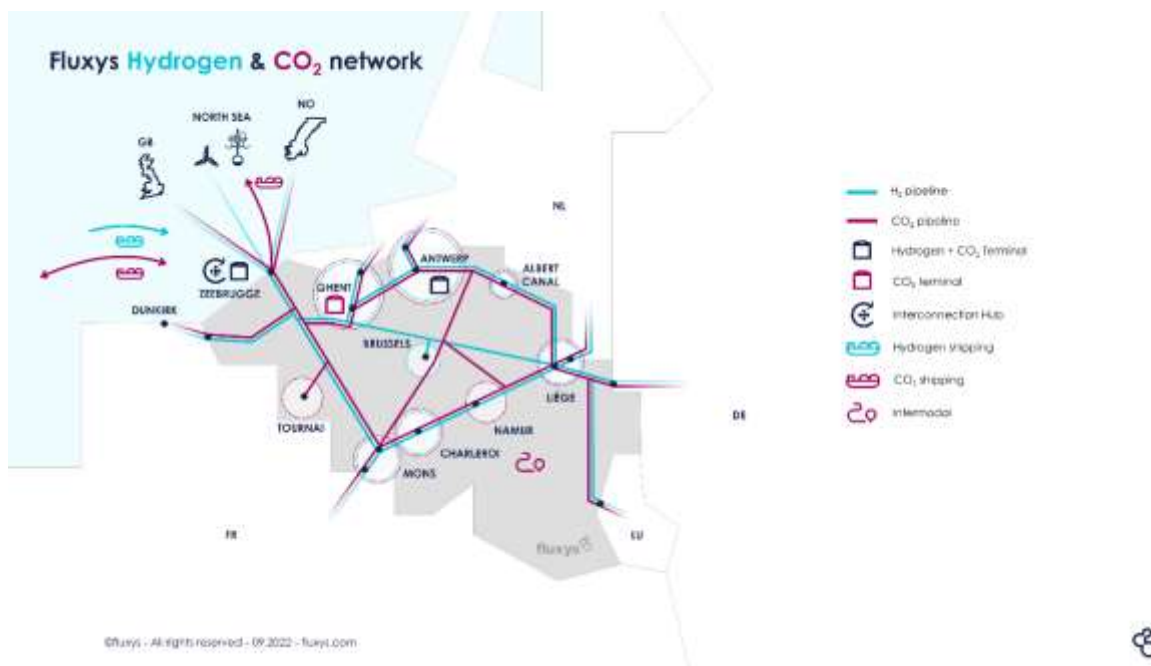 Fluxys Hydrogen & CO₂ network
NO
NORTH SEA
GB
NL
ANTWERP
ALBERT
CANAL
GHENT
ZEEBRUGGE
DUNKIRK
BRUSSELS
LIÈGE
TOURNAI
NAMUR
CHARLEROI
MONS
DE
FR
LU
fluxys
H₂ pipeline
CO₂ pipeline
Hydrogen + CO₂ Terminal
CO₂ terminal
Interconnection Hub
Hydrogen shipping
CO₂ shipping
Intermodal
©fluxys - All rights reserved - 09.2022 - fluxys.com